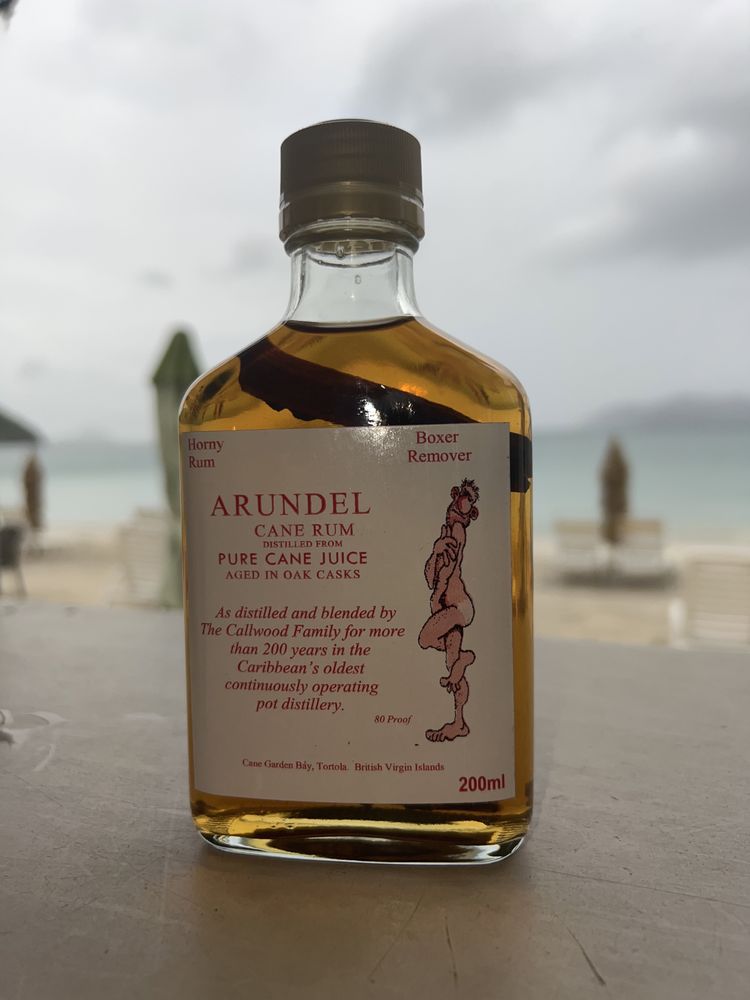 Horny
Rum
Boxer
Remover
ARUNDEL
CANE RUM
DISTILLED FROM
PURE CANE JUICE
AGED IN OAK CASKS
As distilled and blended by
The Callwood Family for more
than 200 years in the
Caribbean's oldest
continuously operating
pot distillery.
80 Proof
Cane Garden Bay, Tortola. British Virgin Islands
200ml